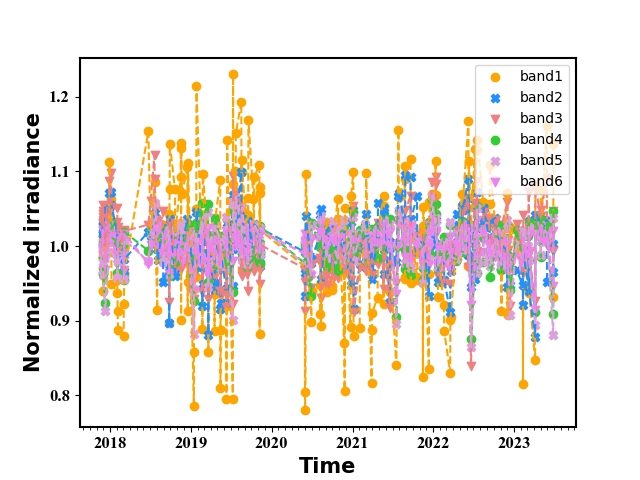 band1
band2
band3
band4
band5
band6
1.2
1.1
1.0
0.9
0.8
Normalized irradiance
2018 2019 2020 2021 2022 2023
Time